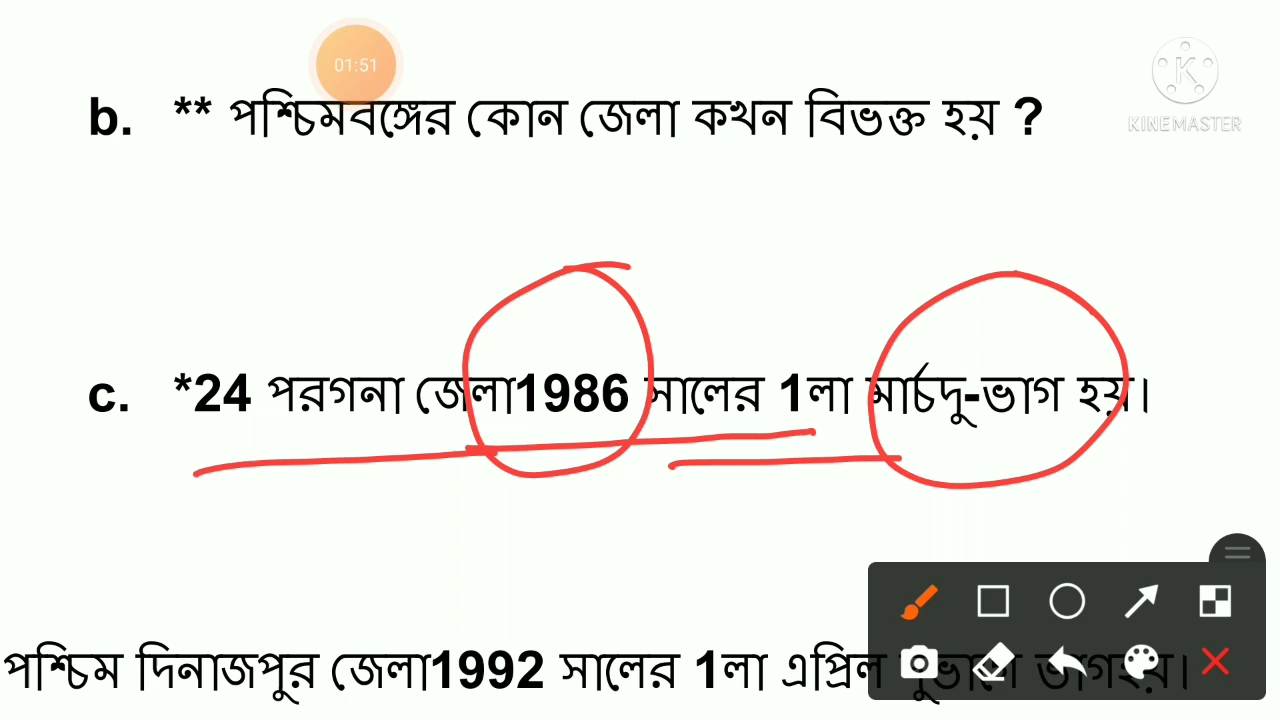 01:51
KINEMASTER
b. ** পশ্চিমবঙ্গের কোন জেলা কখন বিভক্ত হয় ?
c. *24 পরগনা জেলা1986 সালের 1লা মার্চদু-ভাগ হয়।
পশ্চিম দিনাজপুর জেলা1992 সালের 1লা এপ্রিল দুভাগে ভাগহয়।